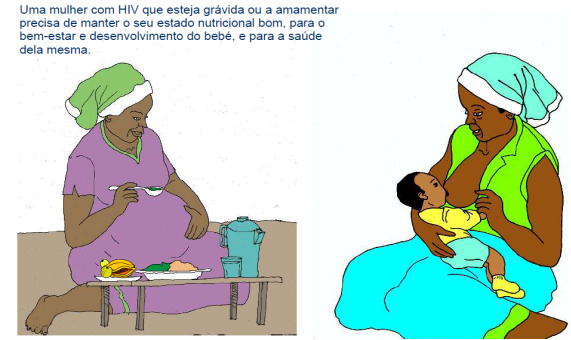 Uma mulher com HIV que esteja grávida ou a amamentar
precisa de manter o seu estado nutricional bom, para o
bem-estar e desenvolvimento do bebé, e para a saúde
dela mesma.